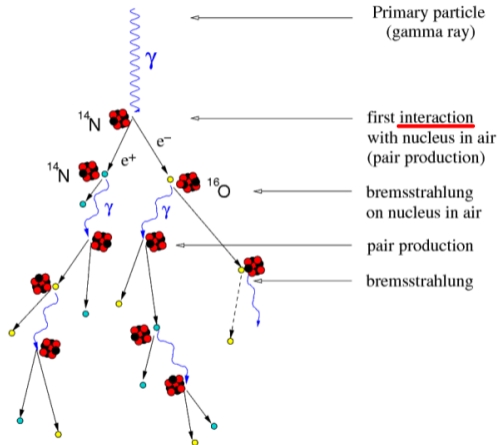 Primary particle
(gamma ray)
γ
¹⁴N
first interaction
with nucleus in air
(pair production)
e⁺
e⁻
¹⁴N
¹⁶O
bremsstrahlung
on nucleus in air
γ
γ
pair production
bremsstrahlung